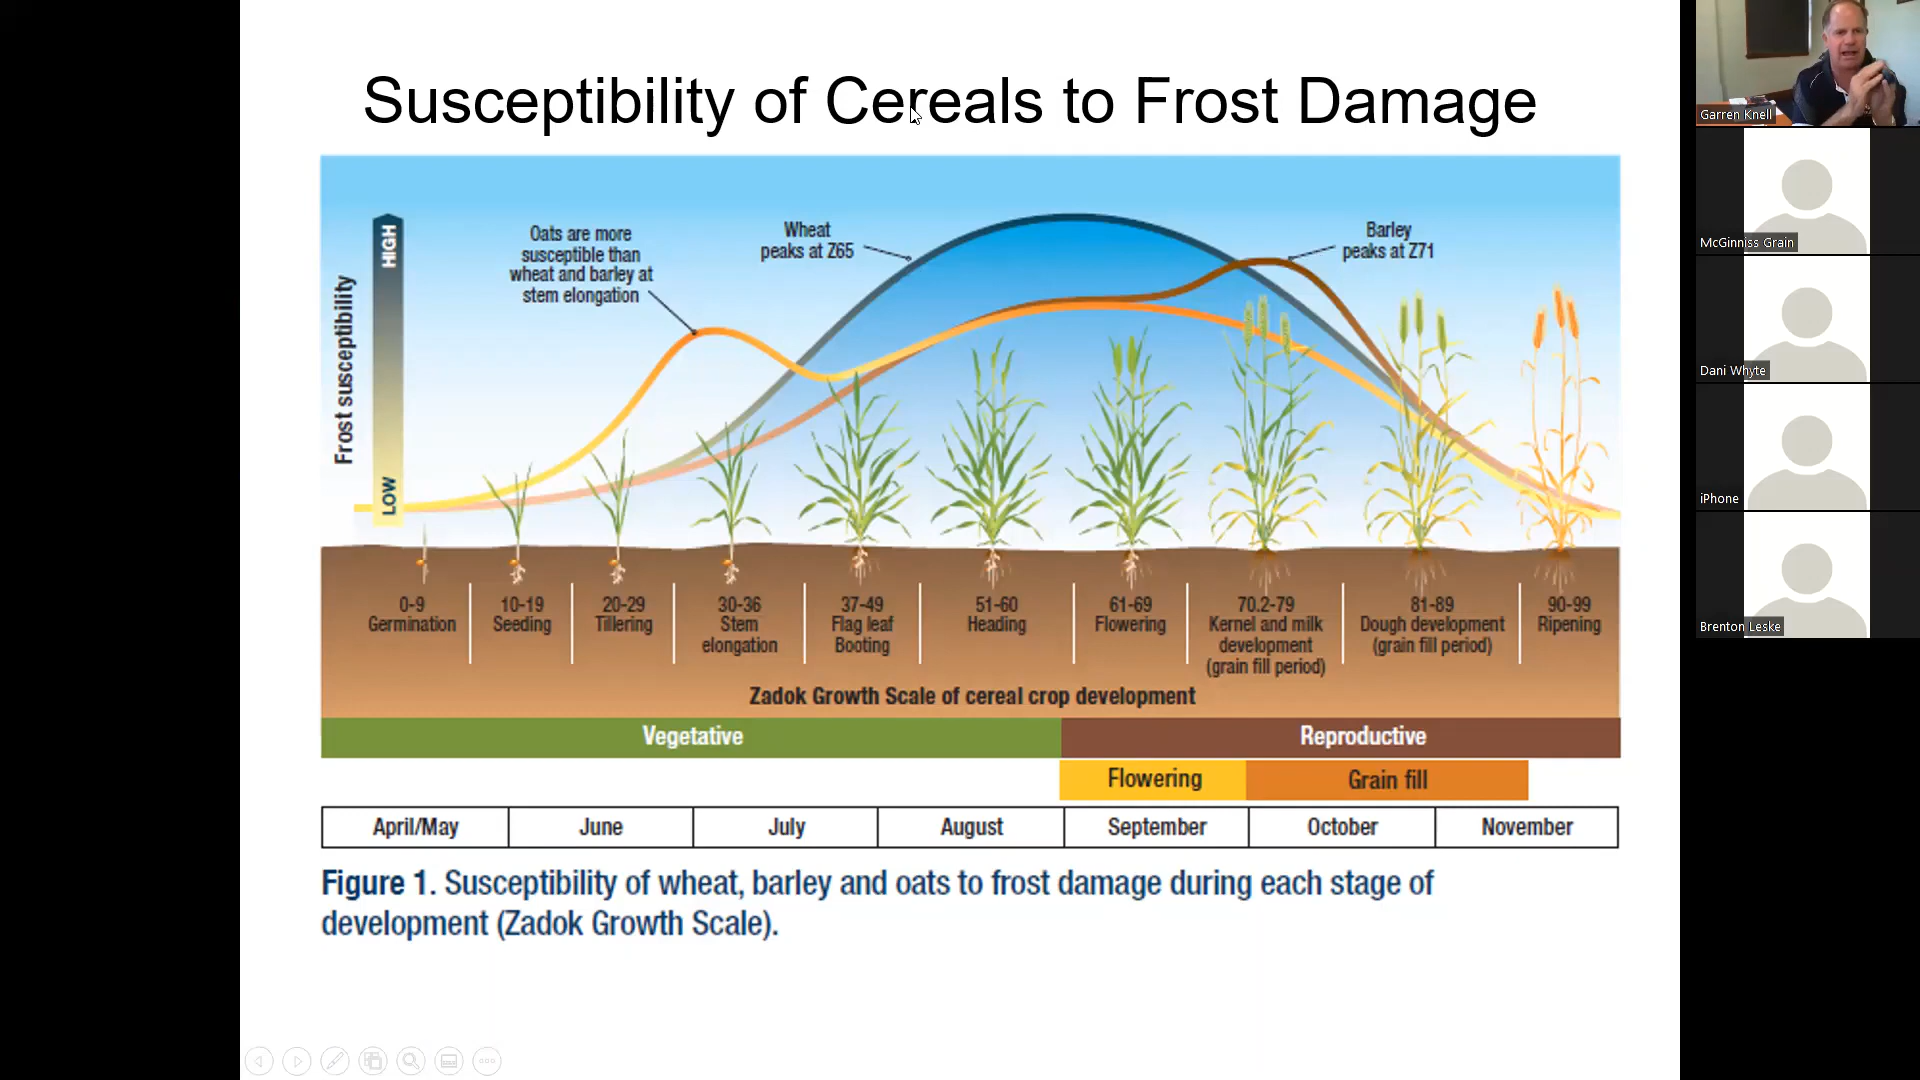 Susceptibility of Cereals to Frost Damage
Oats are more
susceptible than
wheat and barley at
stem elongation
Wheat
peaks at Z65
Barley
peaks at Z71
Frost susceptibility
HIGH
LOW
0-9
Germination
10-19
Seeding
20-29
Tillering
30-36
Stem
elongation
37-49
Flag leaf
Booting
51-60
Heading
61-69
Flowering
70.2-79
Kernel and milk
development
(grain fill period)
81-89
Dough development
(grain fill period)
90-99
Ripening
Zadok Growth Scale of cereal crop development
Vegetative
Reproductive
Flowering
Grain fill
April/May
June
July
August
September
October
November
Figure 1. Susceptibility of wheat, barley and oats to frost damage during each stage of
development (Zadok Growth Scale).
Garren Knell
McGinniss Grain
Dani Whyte
iPhone
Brenton Leske